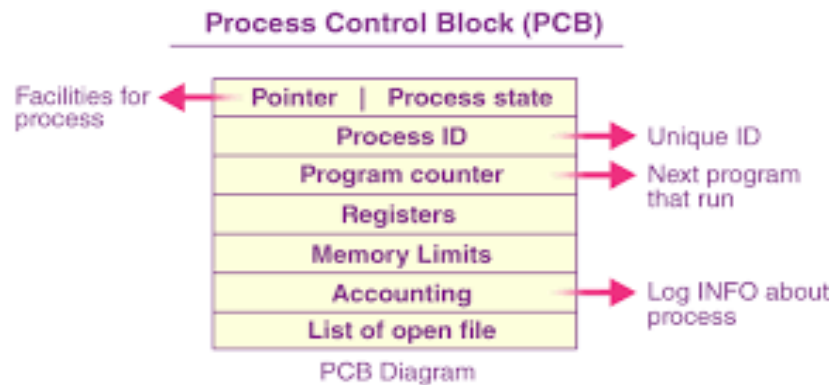 Process Control Block (PCB)
Facilities for
process
Pointer | Process state
Process ID
Unique ID
Program counter
Next program
that run
Registers
Memory Limits
Accounting
Log INFO about
process
List of open file
PCB Diagram